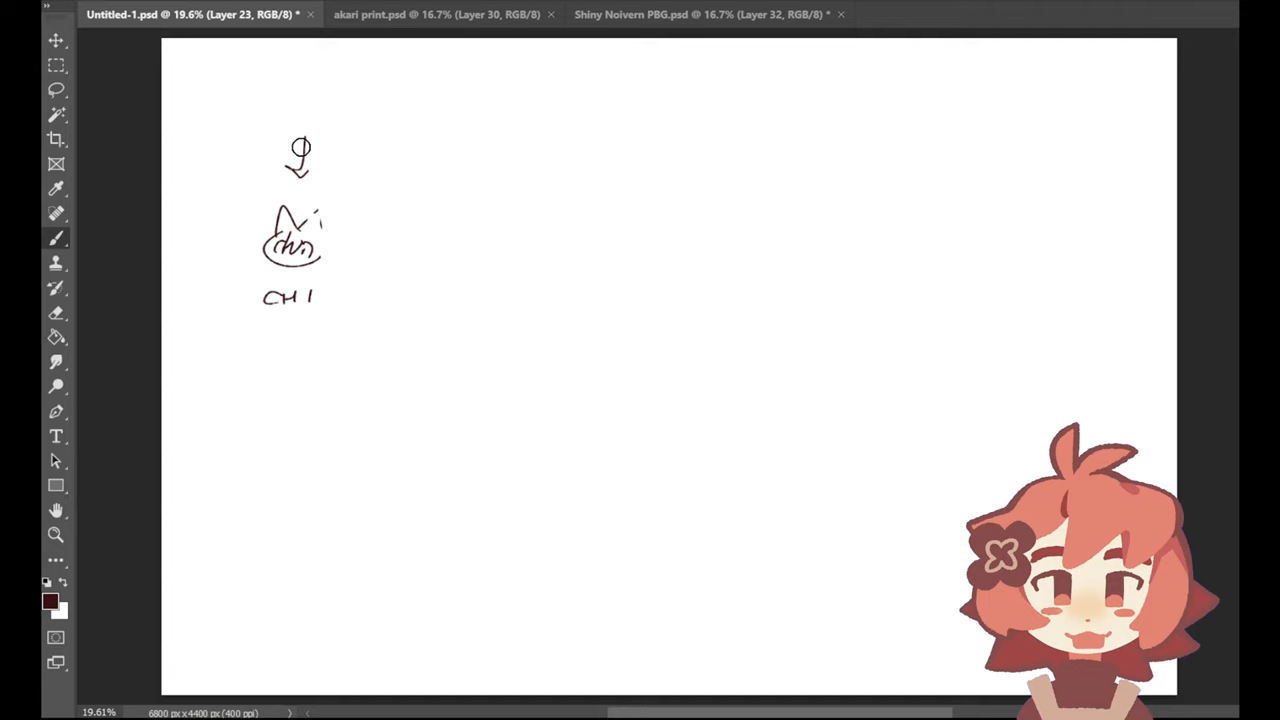 Untitled-1.psd @ 19.6% (Layer 23, RGB/8) * akari print.psd @ 16.7% (Layer 30, RGB/8) Shiny Noivern PBG.psd @ 16.7% (Layer 32, RGB/8) *
CHI
19.61% 6800 px x 4400 px (400 ppi)